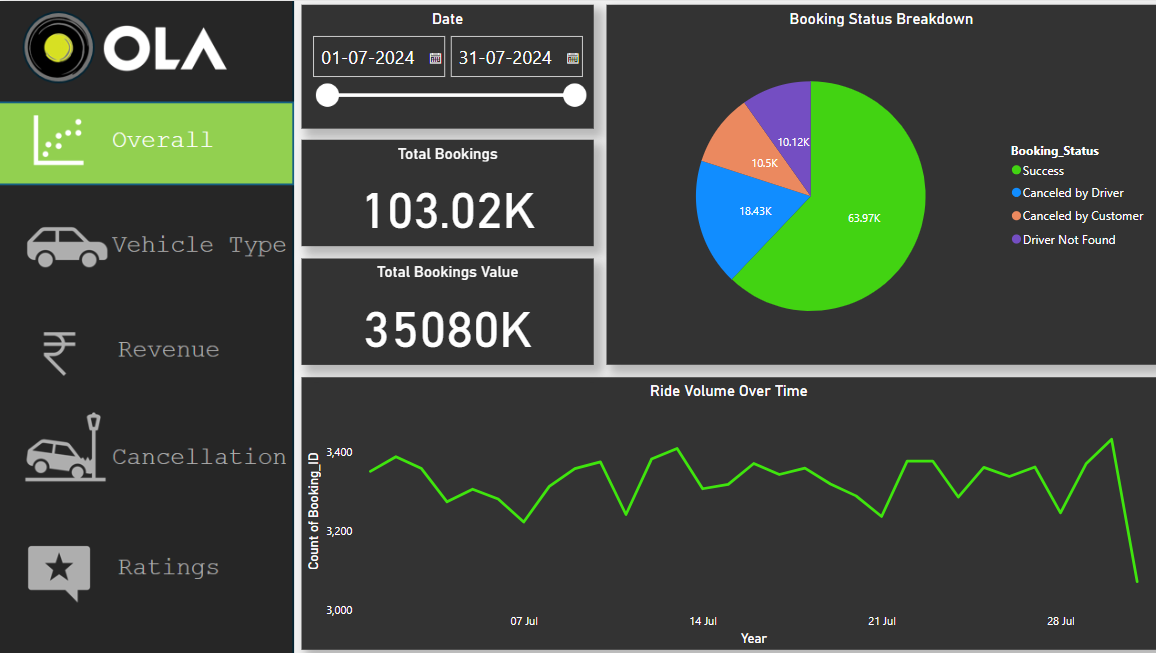 OLA
Overall
Vehicle Type
Revenue
Cancellation
Ratings
Date
01-07-2024
31-07-2024
Total Bookings
103.02K
Total Bookings Value
35080K
Booking Status Breakdown
10.12K
10.5K
18.43K
63.97K
Booking_Status
Success
Canceled by Driver
Canceled by Customer
Driver Not Found
Ride Volume Over Time
Count of Booking_ID
3,400
3,200
3,000
07 Jul
14 Jul
21 Jul
28 Jul
Year